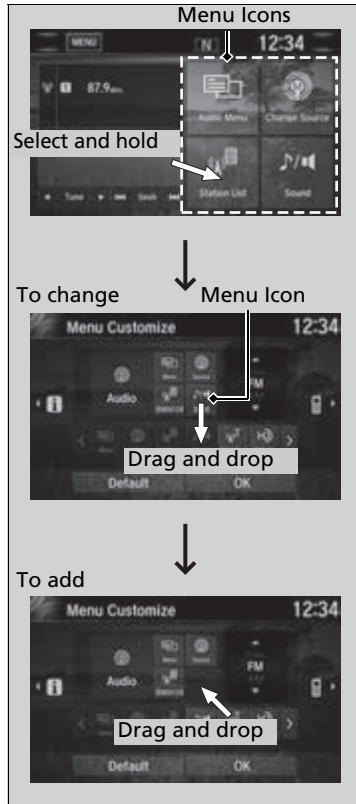 Menu Icons
MENU
N
12:34
87.9
Audio Menu
Change Source
Select and hold
Station List
Sound
Tune
Seek
To change
Menu Icon
Menu Customize
12:34
Audio
FM
Drag and drop
Default
OK
To add
Menu Customize
12:34
Audio
FM
Drag and drop
Default
OK